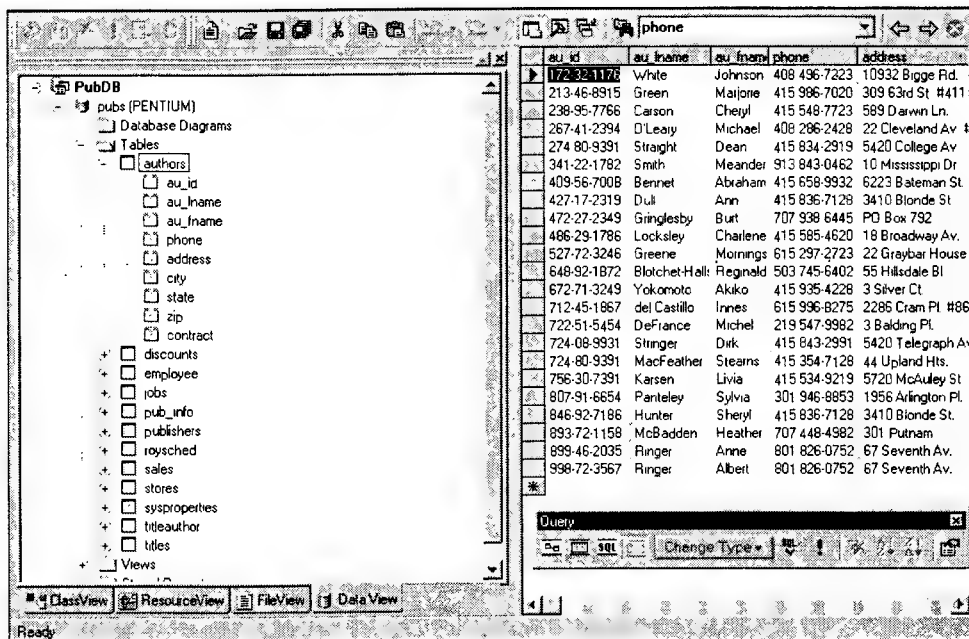 phone
PubDB
pubs (PENTIUM)
Database Diagrams
Tables
authors
au_id
au_lname
au_fname
phone
address
city
state
zip
contract
discounts
employee
jobs
pub_info
publishers
roysched
sales
stores
sysproperties
titleauthor
titles
Views
ClassView ResourceView FileView DataView
Ready
au_id au_lname au_fnam phone address
172-32-1176 White Johnson 408 496-7223 10932 Bigge Rd.
213-46-8915 Green Marjorie 415 986-7020 309 63rd St #411
238-95-7766 Carson Cheryl 415 548-7723 589 Darwin Ln.
267-41-2394 O'Leary Michael 408 286-2428 22 Cleveland Av #
274-80-9391 Straight Dean 415 834-2919 5420 College Av
341-22-1782 Smith Meander 913 843-0462 10 Mississippi Dr
409-56-7008 Bennet Abraham 415 658-9932 6223 Bateman St.
427-17-2319 Dull Ann 415 836-7128 3410 Blonde St
472-27-2349 Gringlesby Burt 707 938 6445 PO Box 792
486-29-1786 Locksley Charlene 415 585-4620 18 Broadway Av.
527-72-3246 Greene Mornings 615 297-2723 22 Graybar House
648-92-1872 Blotchet-Hall: Reginald 503 745-6402 55 Hillsdale Bl
672-71-3249 Yokomoto Akiko 415 935-4228 3 Silver Ct
712-45-1867 del Castillo Innes 615 996-8275 2286 Cram Pl #86
722-51-5454 DeFrance Michel 219 547-9982 3 Balding Pl.
724-08-9931 Stringer Dirk 415 843-2991 5420 Telegraph Av
724-80-9391 MacFeather Stearns 415 354-7128 44 Upland Hts.
756-30-7391 Karsen Livia 415 534-9219 5720 McAuley St
807-91-6654 Panteley Sylvia 301 946-8853 1956 Arlington Pl.
846-92-7186 Hunter Sheryl 415 836-7128 3410 Blonde St.
893-72-1158 McBadden Heather 707 448-4982 301 Putnam
899-46-2035 Ringer Anne 801 826-0752 67 Seventh Av.
998-72-3567 Ringer Albert 801 826-0752 67 Seventh Av.
Query
SQL Change Type